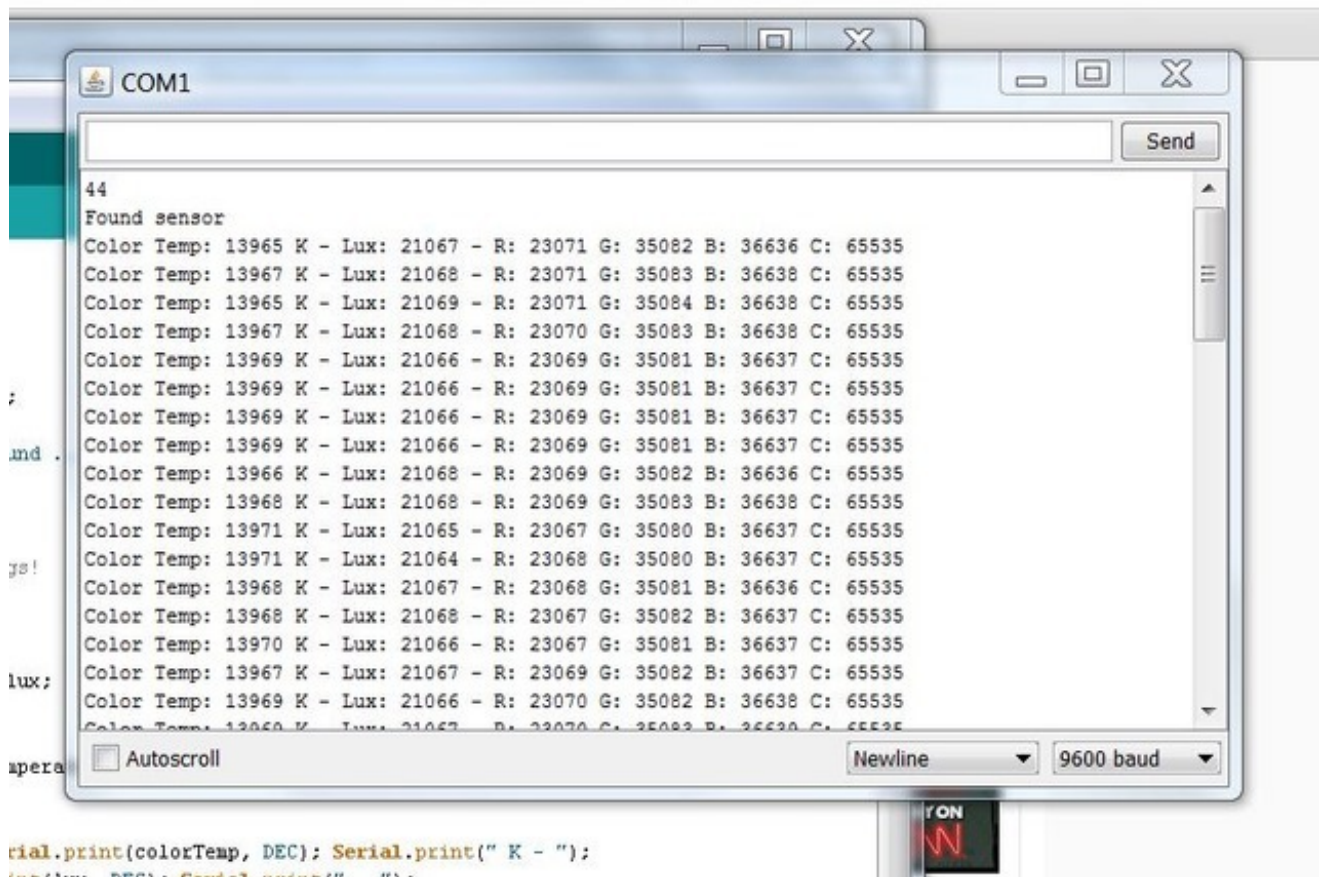 COM1
Send
44
Found sensor
Color Temp: 13965 K - Lux: 21067 - R: 23071 G: 35082 B: 36636 C: 65535
Color Temp: 13967 K - Lux: 21068 - R: 23071 G: 35083 B: 36638 C: 65535
Color Temp: 13965 K - Lux: 21069 - R: 23071 G: 35084 B: 36638 C: 65535
Color Temp: 13967 K - Lux: 21068 - R: 23070 G: 35083 B: 36638 C: 65535
Color Temp: 13969 K - Lux: 21066 - R: 23069 G: 35081 B: 36637 C: 65535
Color Temp: 13969 K - Lux: 21066 - R: 23069 G: 35081 B: 36637 C: 65535
Color Temp: 13969 K - Lux: 21066 - R: 23069 G: 35081 B: 36637 C: 65535
Color Temp: 13969 K - Lux: 21066 - R: 23069 G: 35081 B: 36637 C: 65535
Color Temp: 13966 K - Lux: 21068 - R: 23069 G: 35082 B: 36636 C: 65535
Color Temp: 13968 K - Lux: 21068 - R: 23069 G: 35083 B: 36638 C: 65535
Color Temp: 13971 K - Lux: 21065 - R: 23067 G: 35080 B: 36637 C: 65535
Color Temp: 13971 K - Lux: 21064 - R: 23068 G: 35080 B: 36637 C: 65535
Color Temp: 13968 K - Lux: 21067 - R: 23068 G: 35081 B: 36636 C: 65535
Color Temp: 13968 K - Lux: 21068 - R: 23067 G: 35082 B: 36637 C: 65535
Color Temp: 13970 K - Lux: 21066 - R: 23067 G: 35081 B: 36637 C: 65535
Color Temp: 13967 K - Lux: 21067 - R: 23069 G: 35082 B: 36637 C: 65535
Color Temp: 13969 K - Lux: 21066 - R: 23070 G: 35082 B: 36638 C: 65535
Autoscroll
Newline
9600 baud
;
und .
gs!
lux;
mpera
YON
rial.print(colorTemp, DEC); Serial.print(" K - ");